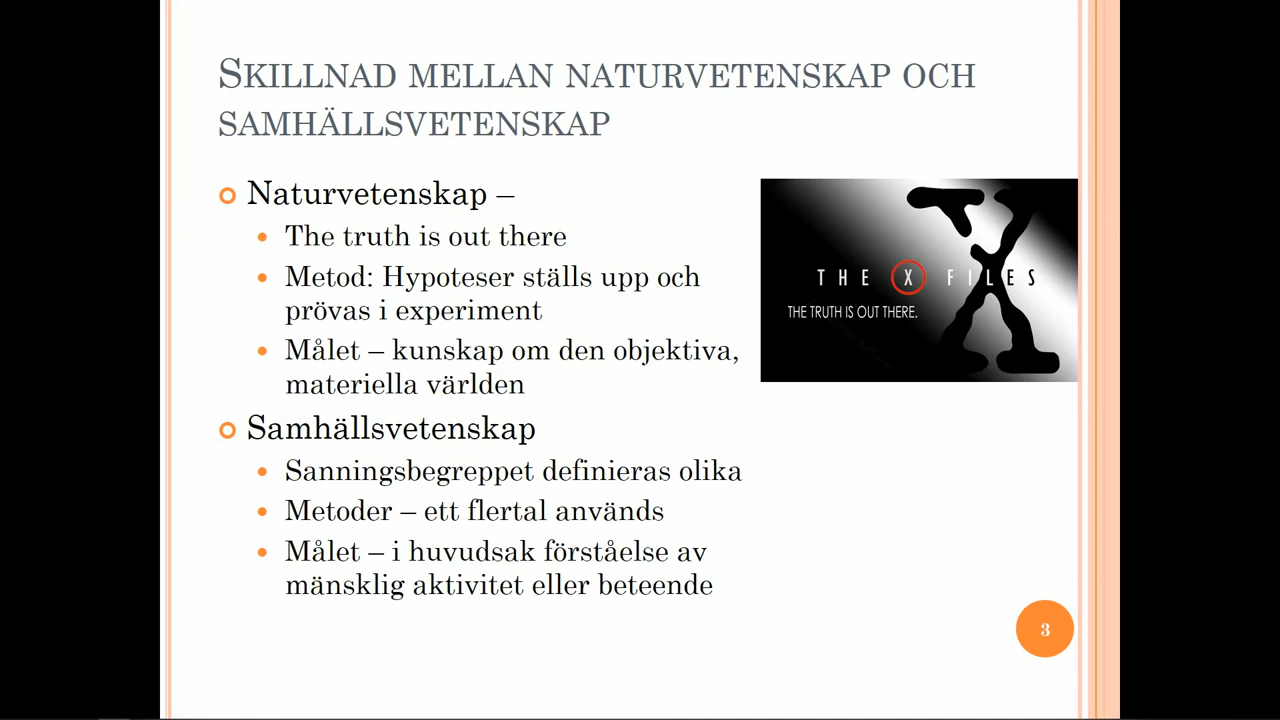 SKILLNAD MELLAN NATURVETENSKAP OCH
SAMHÄLLSVETENSKAP
Naturvetenskap –
The truth is out there
Metod: Hypoteser ställs upp och
prövas i experiment
Målet – kunskap om den objektiva,
materiella världen
Samhällsvetenskap
Sanningsbegreppet definieras olika
Metoder – ett flertal används
Målet – i huvudsak förståelse av
mänsklig aktivitet eller beteende
THE X FILES
THE TRUTH IS OUT THERE.
3